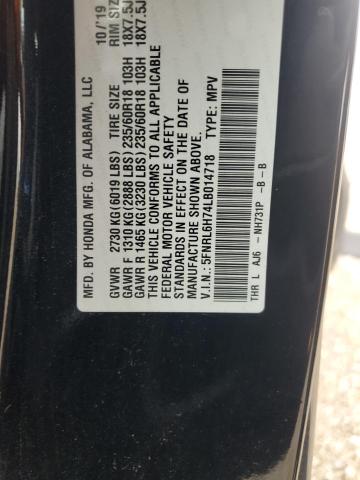 MFD. BY HONDA MFG. OF ALABAMA, LLC 10/'19
GVWR 2730 KG(6019 LBS) TIRE SIZE RIM SIZE
GAWR F 1310 KG(2888 LBS) 235/60R18 103H 18X7.5J
GAWR R 1465 KG(3230 LBS) 235/60R18 103H 18X7.5J
THIS VEHICLE CONFORMS TO ALL APPLICABLE
FEDERAL MOTOR VEHICLE SAFETY
STANDARDS IN EFFECT ON THE DATE OF
MANUFACTURE SHOWN ABOVE.
V.I.N.: 5FNRL6H74LB014718 TYPE: MPV
THR L AJ6 -NH731P -B -B